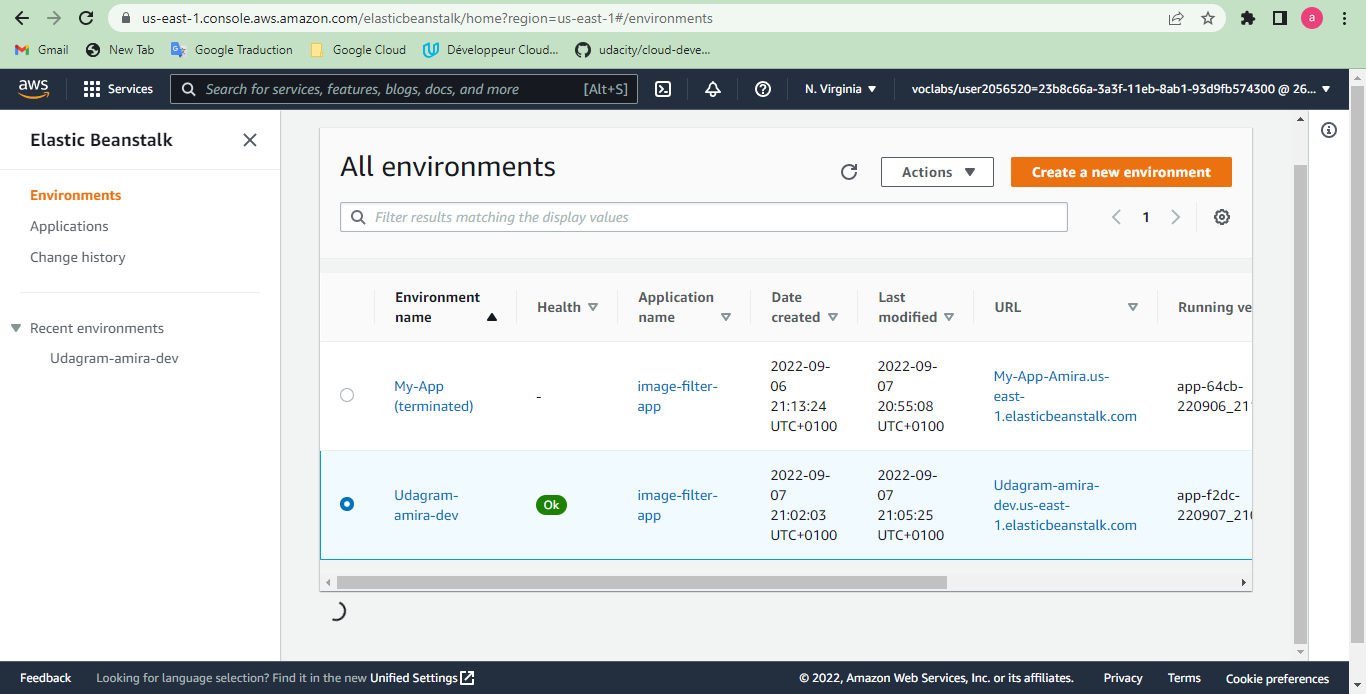 us-east-1.console.aws.amazon.com/elasticbeanstalk/home?region=us-east-1#/environments
a
Gmail New Tab Google Traduction Google Cloud Développeur Cloud... udacity/cloud-deve...
aws Services Search for services, features, blogs, docs, and more [Alt+S] N. Virginia voclabs/user2056520=23b8c66a-3a3f-11eb-8ab1-93d9fb574300 @ 26...
Elastic Beanstalk
Environments
Applications
Change history
Recent environments
Udagram-amira-dev
All environments
Actions
Create a new environment
Filter results matching the display values
1
Environment name
Health
Application name
Date created
Last modified
URL
Running ve
My-App
(terminated)
-
image-filter-
app
2022-09-
06
21:13:24
UTC+0100
2022-09-
07
20:55:08
UTC+0100
My-App-Amira.us-
east-
1.elasticbeanstalk.com
app-64cb-
220906_21
Udagram-
amira-dev
Ok
image-filter-
app
2022-09-
07
21:02:03
UTC+0100
2022-09-
07
21:05:25
UTC+0100
Udagram-amira-
dev.us-east-
1.elasticbeanstalk.com
app-f2dc-
220907_210
Feedback Looking for language selection? Find it in the new Unified Settings © 2022, Amazon Web Services, Inc. or its affiliates. Privacy Terms Cookie preferences